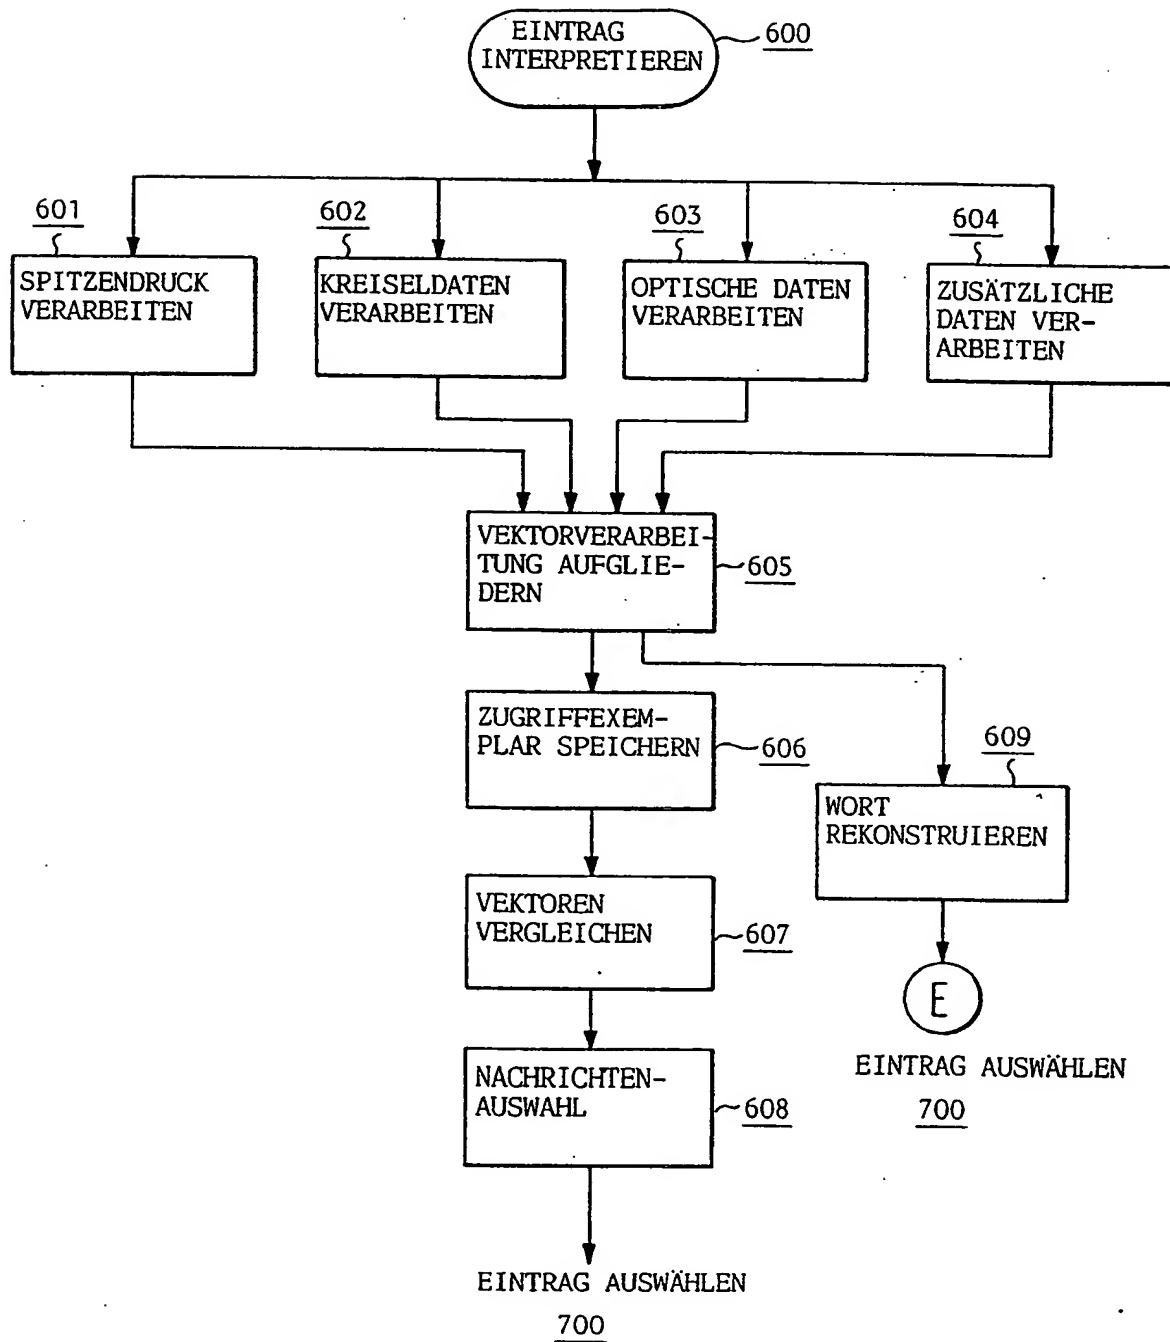 EINTRAG
INTERPRETIEREN
600
601
602
603
604
SPITZENDRUCK
VERARBEITEN
KREISELDATEN
VERARBEITEN
OPTISCHE DATEN
VERARBEITEN
ZUSÄTZLICHE
DATEN VER-
ARBEITEN
VEKTORVERARBEI-
TUNG AUFGLIE-
DERN
605
ZUGRIFFEXEM-
PLAR SPEICHERN
606
609
WORT
REKONSTRUIEREN
VEKTOREN
VERGLEICHEN
607
E
EINTRAG AUSWÄHLEN
700
NACHRICHTEN-
AUSWAHL
608
EINTRAG AUSWÄHLEN
700